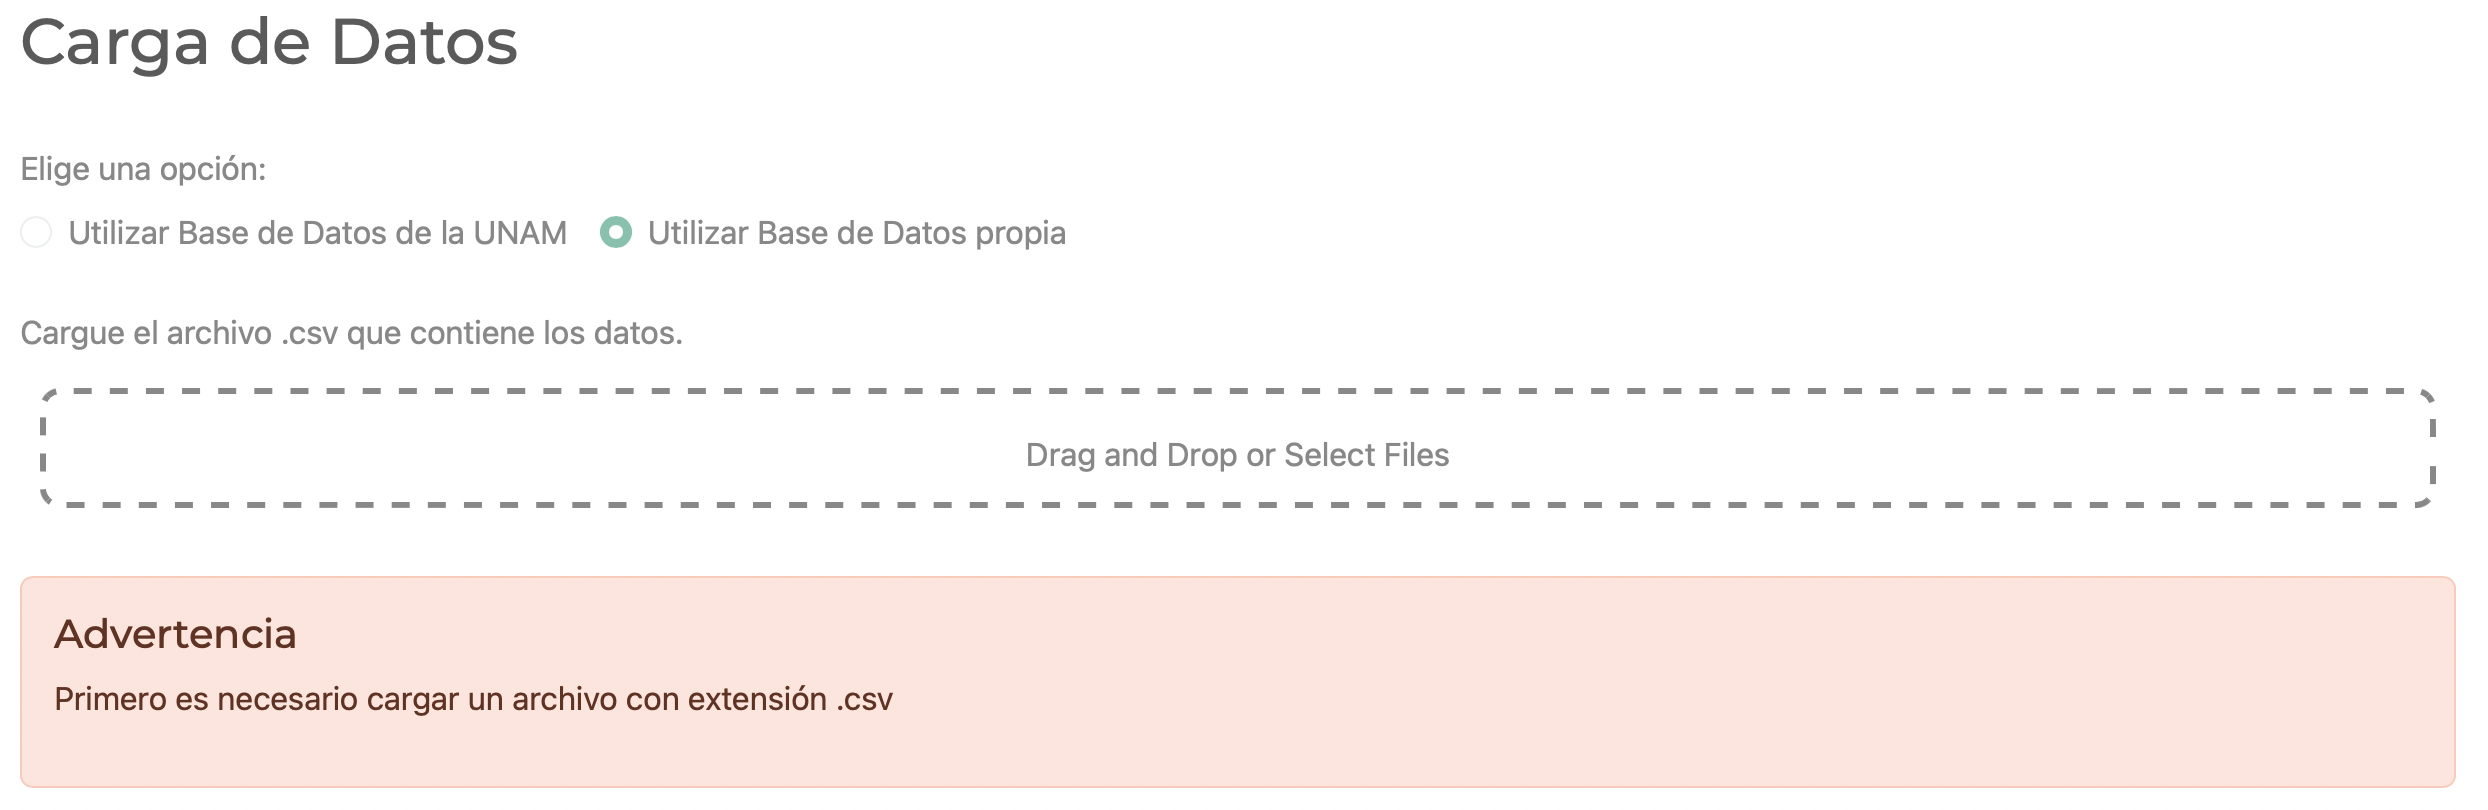 Carga de Datos
Elige una opción:
Utilizar Base de Datos de la UNAM Utilizar Base de Datos propia
Cargue el archivo .csv que contiene los datos.
Drag and Drop or Select Files
Advertencia
Primero es necesario cargar un archivo con extensión .csv